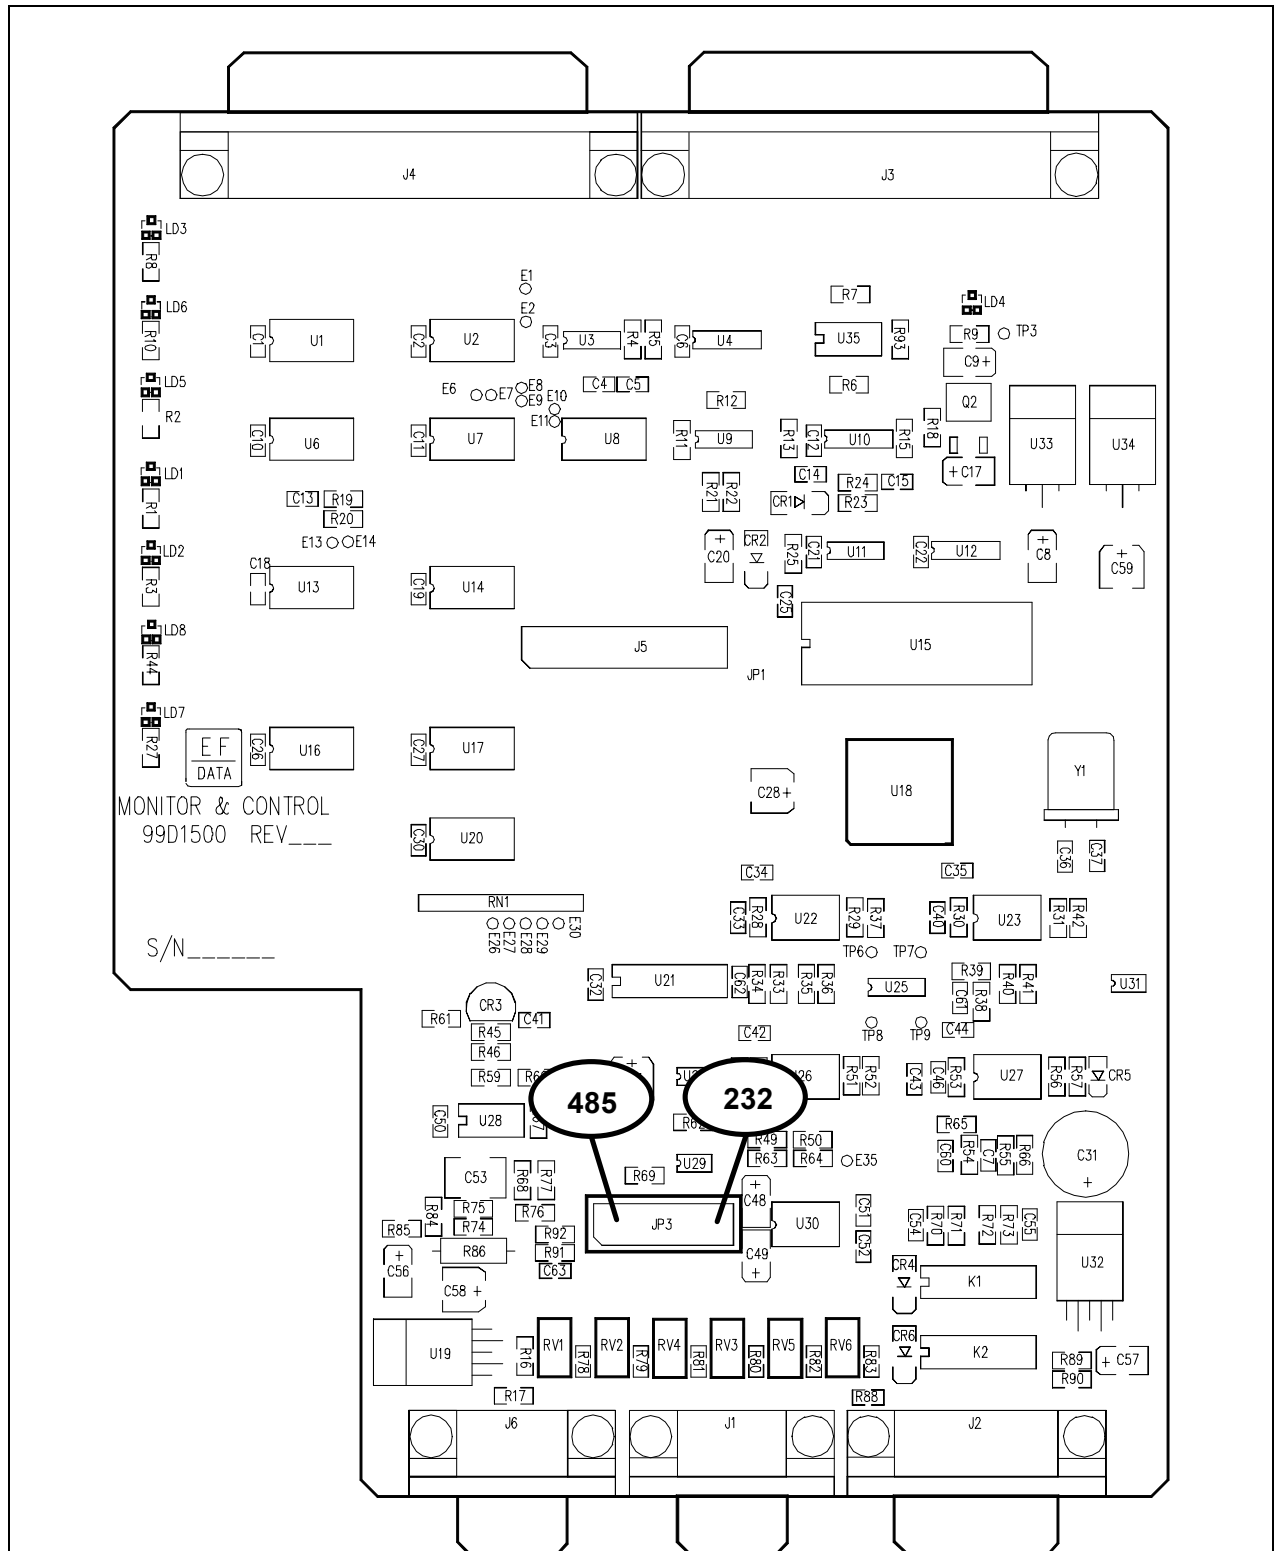 J4 J3
LD3
R8
E1
LD6 E2 R7 LD4
R10 C1 U1 C2 U2 C3 U3 R4 R5 C6 U4 U35 R93 R9 TP3
C9+
LD5 E6 E7 E8 C4 C5 R6
E9 E10 R12 Q2
R2 E11 R18
C10 U6 C11 U7 U8 R11 U9 R13 C12 U10 R15 U33 U34
LD1 C14 + C17
R1 C13 R19 R21 R22 R24 C15
R20 CR1 R23
E13 E14 + CR2 + +
LD2 C18 C20 R25 C21 U11 C22 U12 C8 C59
R3 U13 C19 U14 C25
LD8 J5 U15
R44 JP1
LD7
R27 EF C26 U16 C27 U17 Y1
DATA
C28+ U18
MONITOR & CONTROL
99D1500 REV___
C30 U20
C36 C37
C34 C35
RN1
C33 R28 U22 R29 R37 C40 R30 U23 R31 R42
E26 E27 E28 E29 E30
S/N______ TP6 TP7
C32 U21 C62 R34 R33 R35 R36 U25 R39 R40 R41 U31
C61 R38
CR3
R61 R45 C41 C42 TP8 TP9 C44
R46 +
R59 R51 R52 C43 C46 R53 U27 R56 R57 CR5
485 232
C50 U28 R65
R49 R50 C60 R54 C7 R55 R66 C31
R63 R64 E35 +
U29
C53 R68 R77 R69 + C48
R75 R76 C51 C54 R70 R71 R72 R73 C55
R85 R84 R74 R92 JP3 U30
+ C56 R86 R91 C49 C52 U32
C63 + CR4 K1
C58 +
RV1 RV2 RV4 RV3 RV5 RV6 CR6 K2
U19 R16 R78 R79 R81 R80 R82 R83 R89 + C57
R90
R17 R88
J6 J1 J2